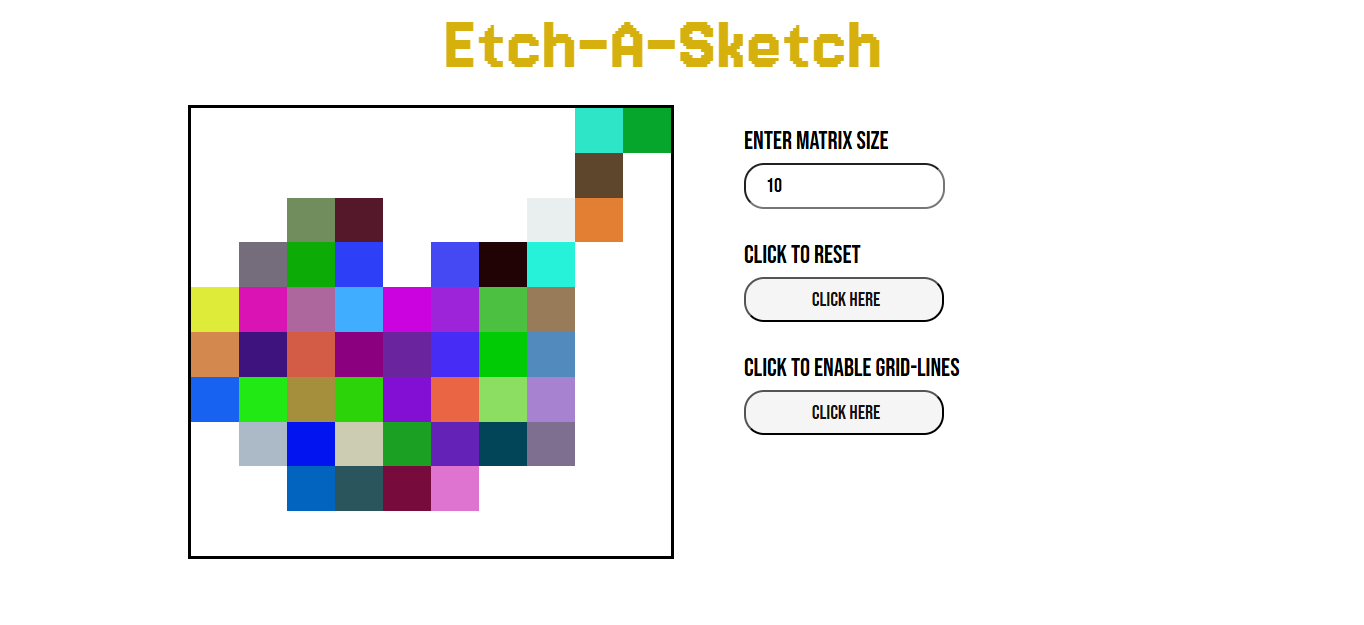 Etch-A-Sketch
ENTER MATRIX SIZE
10
CLICK TO RESET
CLICK HERE
CLICK TO ENABLE GRID-LINES
CLICK HERE